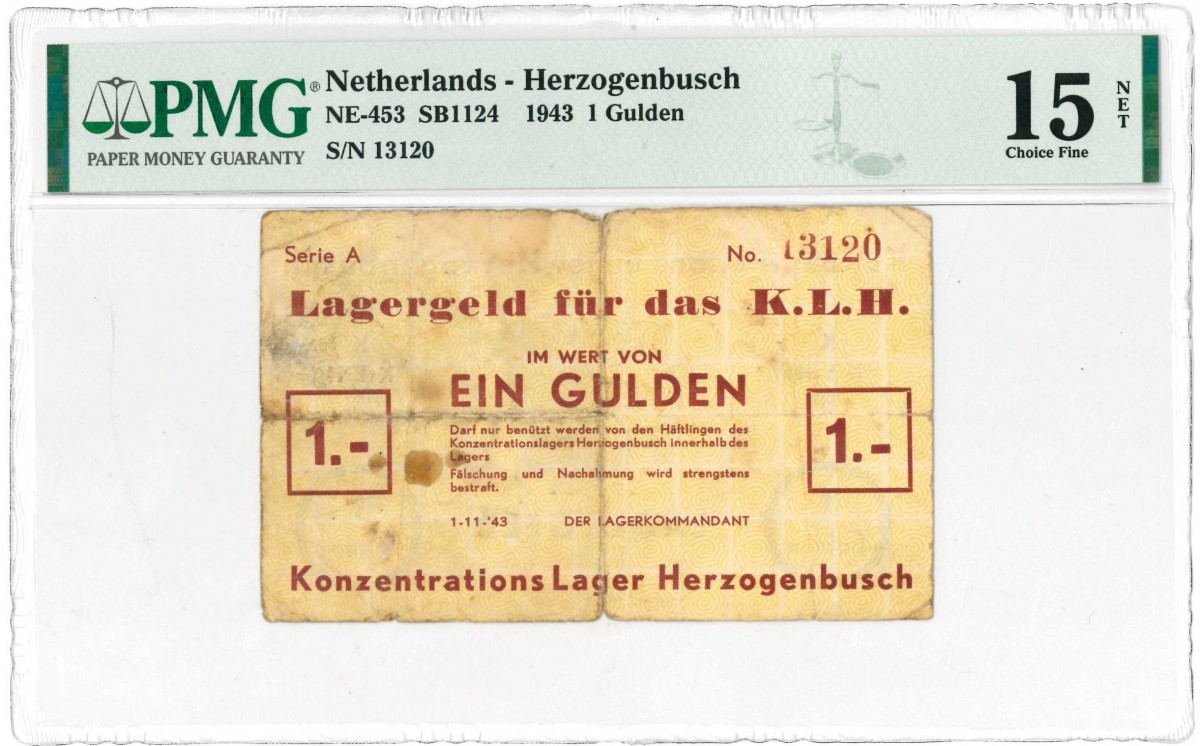 PMG®
PAPER MONEY GUARANTY
Netherlands - Herzogenbusch
NE-453 SB1124 1943 1 Gulden
S/N 13120
15
NET
Choice Fine
Serie A
No. 13120
Lagergeld für das K.L.H.
IM WERT VON
EIN GULDEN
1.-
1.-
Darf nur benützt werden von den Häftlingen des
Konzentrationslagers Herzogenbusch innerhalb des
Lagers
Fälschung und Nachahmung wird strengstens
bestraft.
1-11-'43 DER LAGERKOMMANDANT
Konzentrations Lager Herzogenbusch